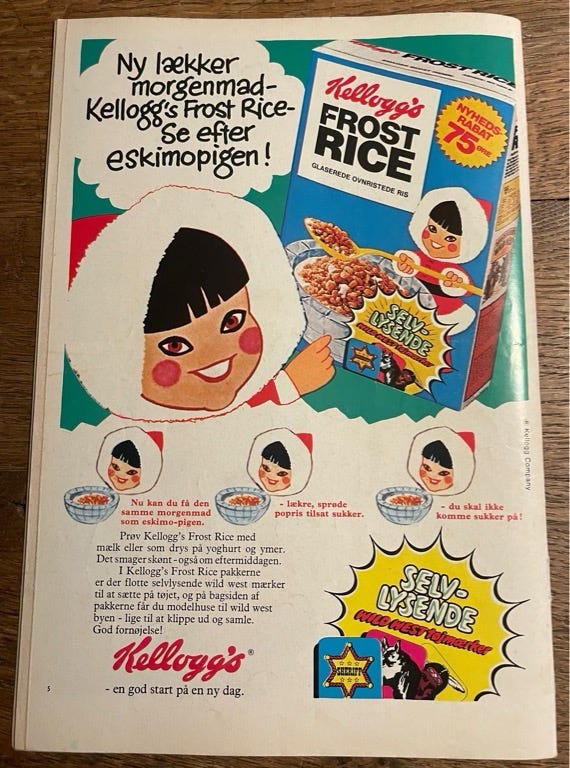 Ny lækker
morgenmad-
Kellogg's Frost Rice-
Se efter
eskimopigen!
FROST RICE
Kellogg's
FROST
RICE
GLASEREDE OVNRISTEDE RIS
NYHEDS-
RABAT
75 ØRE
SELV-
LYSENDE
WILD WEST tøjmærker
® Kellogg Company
Nu kan du få den
samme morgenmad
som eskimo-pigen.
- lækre, sprøde
popris tilsat sukker.
- du skal ikke
komme sukker på!
Prøv Kellogg's Frost Rice med
mælk eller som drys på yoghurt og ymer.
Det smager skønt - også om eftermiddagen.
I Kellogg's Frost Rice pakkerne
er der flotte selvlysende wild west mærker
til at sætte på tøjet, og på bagsiden af
pakkerne får du modelhuse til wild west
byen - lige til at klippe ud og samle.
God fornøjelse!
Kellogg's®
- en god start på en ny dag.
SELV-
LYSENDE
WILD WEST tøjmærker
SHERIFF
5